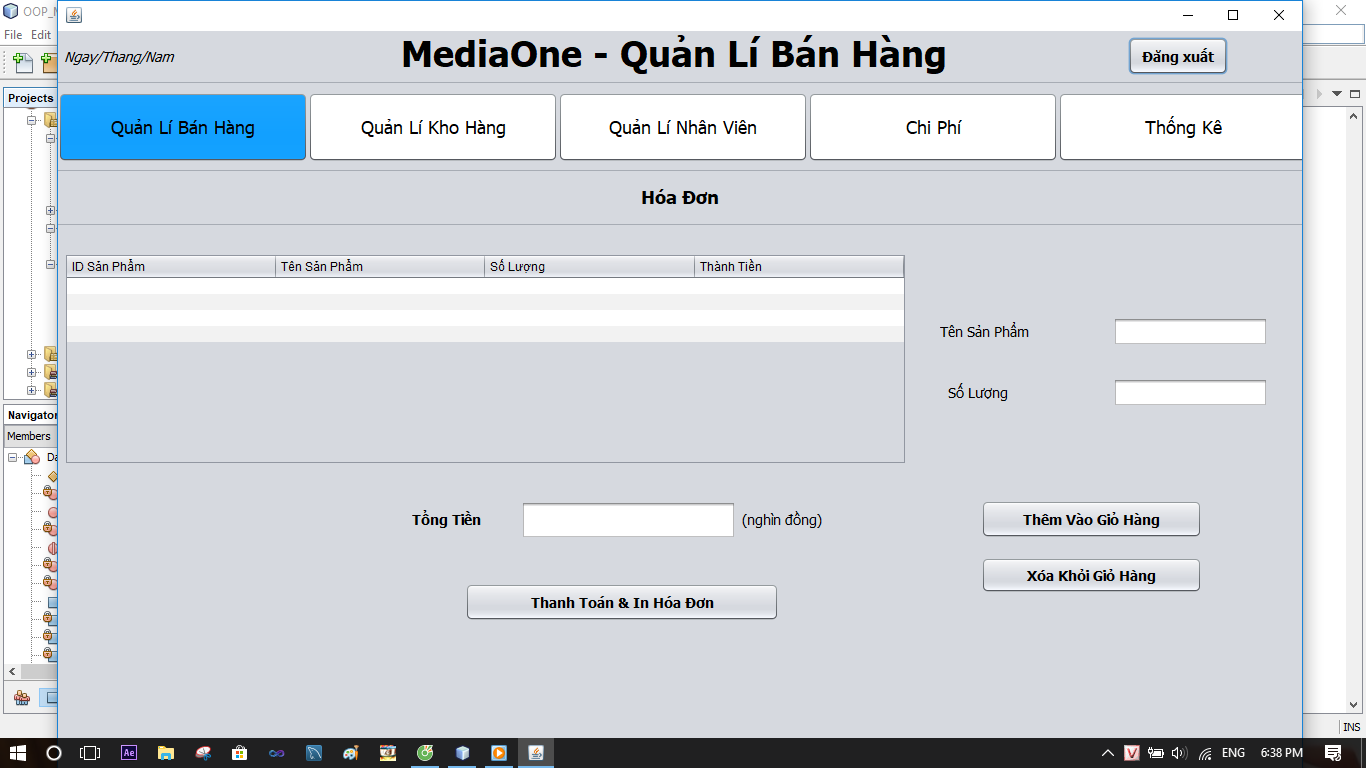 OOP_M
File Edit
Projects
Navigator
Members
Da
Ngay/Thang/Nam
MediaOne - Quản Lí Bán Hàng
Đăng xuất
Quản Lí Bán Hàng
Quản Lí Kho Hàng
Quản Lí Nhân Viên
Chi Phí
Thống Kê
Hóa Đơn
ID Sản Phẩm
Tên Sản Phẩm
Số Lượng
Thành Tiền
Tên Sản Phẩm
Số Lượng
Tổng Tiền
(nghìn đồng)
Thêm Vào Giỏ Hàng
Xóa Khỏi Giỏ Hàng
Thanh Toán & In Hóa Đơn
INS
Ae
V
ENG
6:38 PM